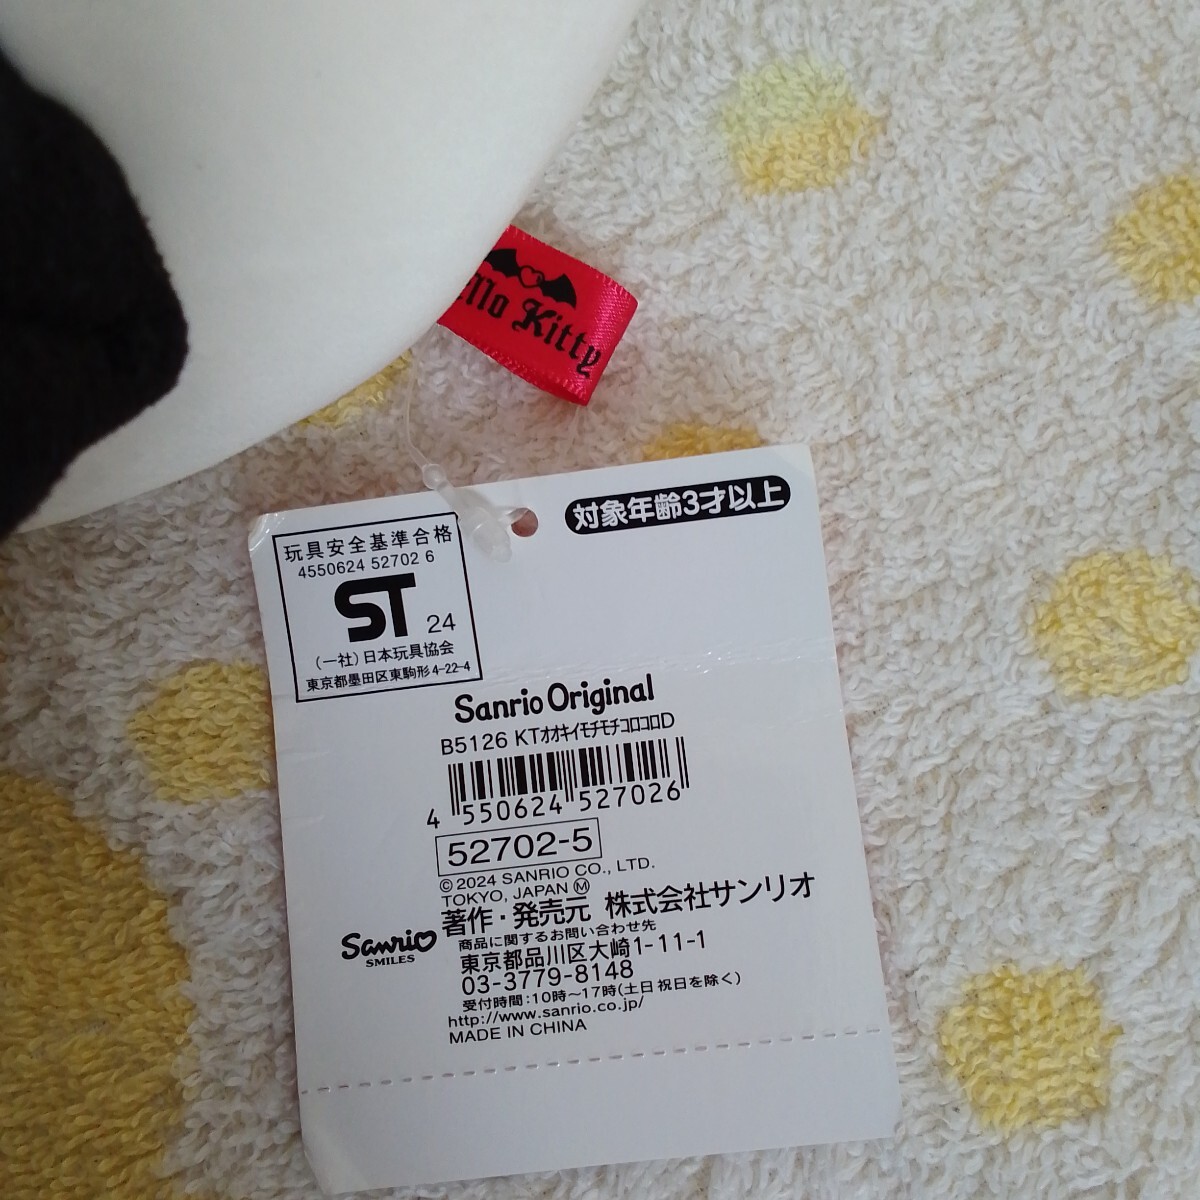 Kitty
対象年齢3才以上
玩具安全基準合格
4550624 52702 6
ST 24
(一社)日本玩具協会
東京都墨田区東駒形4-22-4
Sanrio Original
B5126 KTｵｵｷｲﾓﾁﾓﾁｺﾛｺﾛD
4 550624 527026
52702-5
© 2024 SANRIO CO., LTD.
TOKYO, JAPAN Ⓜ
著作・発売元 株式会社サンリオ
Sanrio
SMILES
商品に関するお問い合わせ先
東京都品川区大崎1-11-1
03-3779-8148
受付時間:10時～17時(土日祝日を除く)
http://www.sanrio.co.jp/
MADE IN CHINA